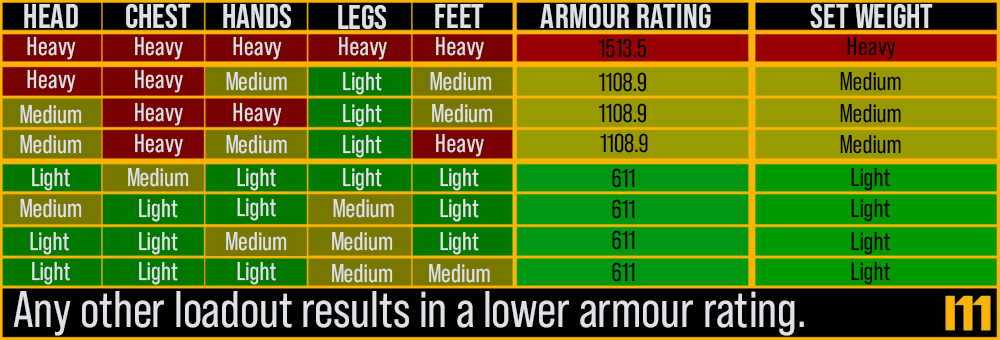 HEAD CHEST HANDS LEGS FEET ARMOUR RATING SET WEIGHT
Heavy Heavy Heavy Heavy Heavy 1513.5 Heavy
Heavy Heavy Medium Light Medium 1108.9 Medium
Medium Heavy Heavy Light Medium 1108.9 Medium
Medium Heavy Medium Light Heavy 1108.9 Medium
Light Medium Light Light Light 611 Light
Medium Light Light Medium Light 611 Light
Light Light Medium Medium Light 611 Light
Light Light Light Medium Medium 611 Light
Any other loadout results in a lower armour rating.